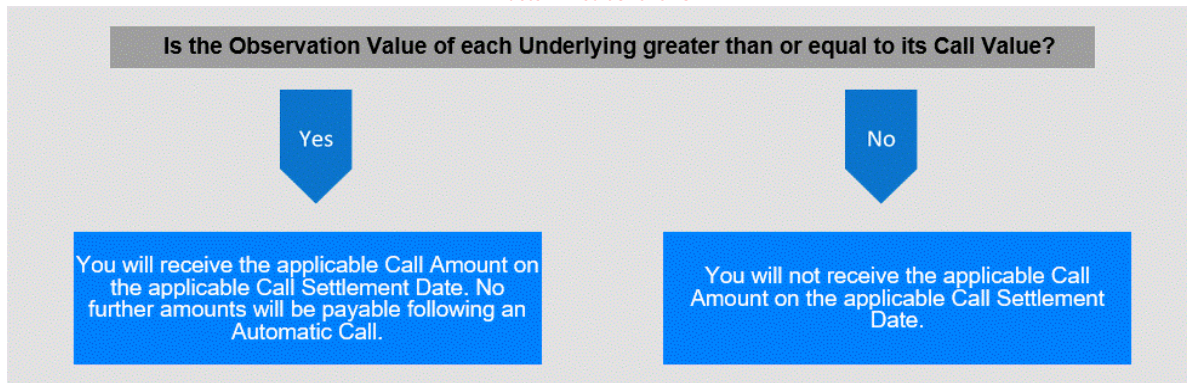 Is the Observation Value of each Underlying greater than or equal to its Call Value?
Yes
No
You will receive the applicable Call Amount on
the applicable Call Settlement Date. No
further amounts will be payable following an
Automatic Call.
You will not receive the applicable Call
Amount on the applicable Call Settlement
Date.